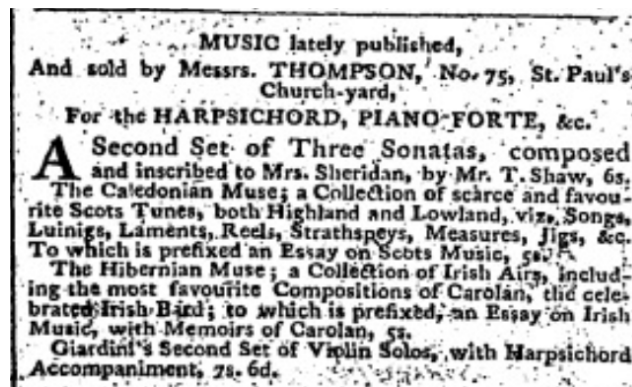 MUSIC lately published,
And sold by Messrs. THOMPSON, No. 75, St. Paul's
Church-yard,
For the HARPSICHORD, PIANO-FORTE, &c.
A Second Set of Three Sonatas, composed
and inscribed to Mrs. Sheridan, by Mr. T. Shaw, 6s.
The Caledonian Muse; a Collection of scarce and favou-
rite Scots Tunes, both Highland and Lowland, viz. Songs,
Luinigs, Laments, Reels, Strathspeys, Measures, Jigs, &c.
To which is prefixed an Essay on Scots Music, 5s.
The Hibernian Muse; a Collection of Irish Airs, includ-
ing the most favourite Compositions of Carolan, the cele-
brated Irish Bard; to which is prefixed, an Essay on Irish
Music, with Memoirs of Carolan, 5s.
Giardini's Second Set of Violin Solos, with Harpsichord
Accompaniment, 7s. 6d.